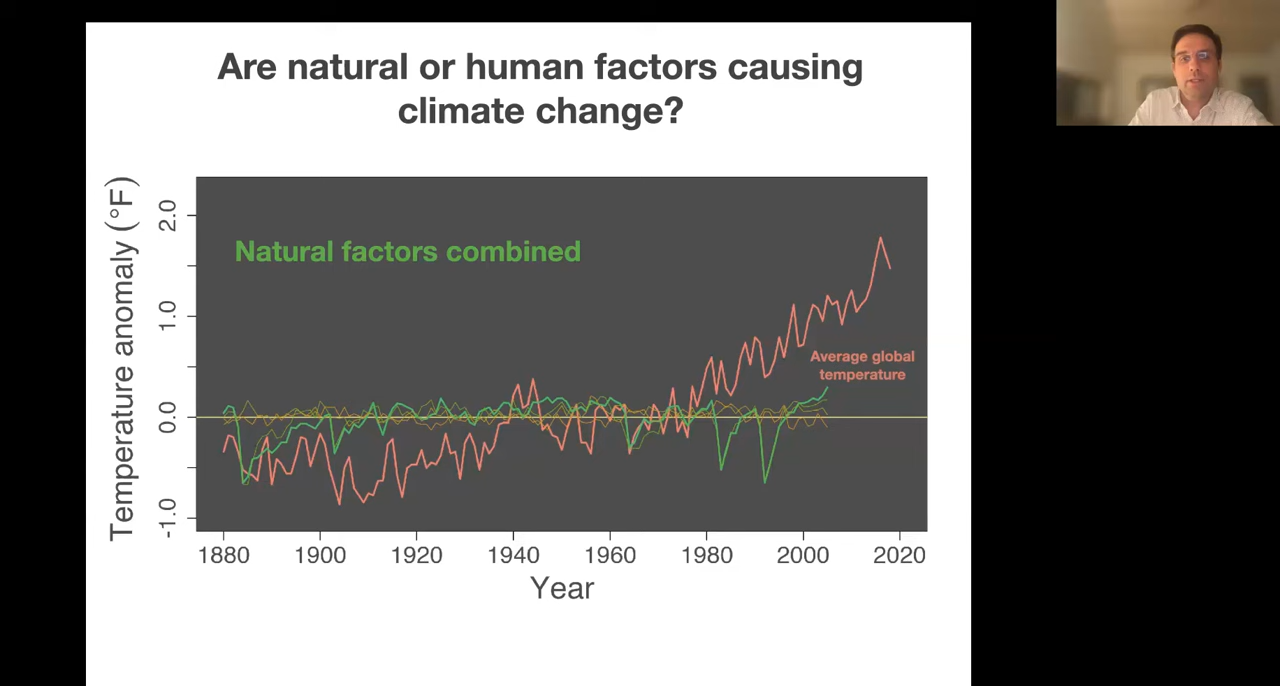 Are natural or human factors causing
climate change?
Temperature anomaly (°F)
2.0
1.0
0.0
-1.0
Natural factors combined
Average global
temperature
1880 1900 1920 1940 1960 1980 2000 2020
Year